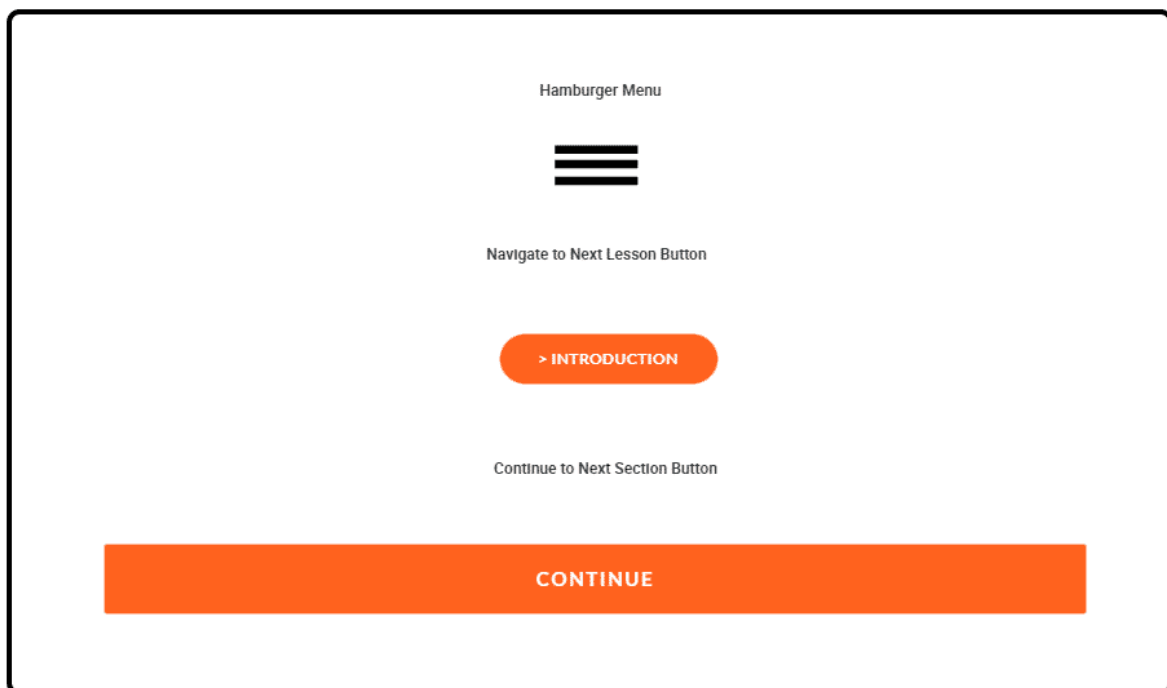 Hamburger Menu
Navigate to Next Lesson Button
> INTRODUCTION
Continue to Next Section Button
CONTINUE